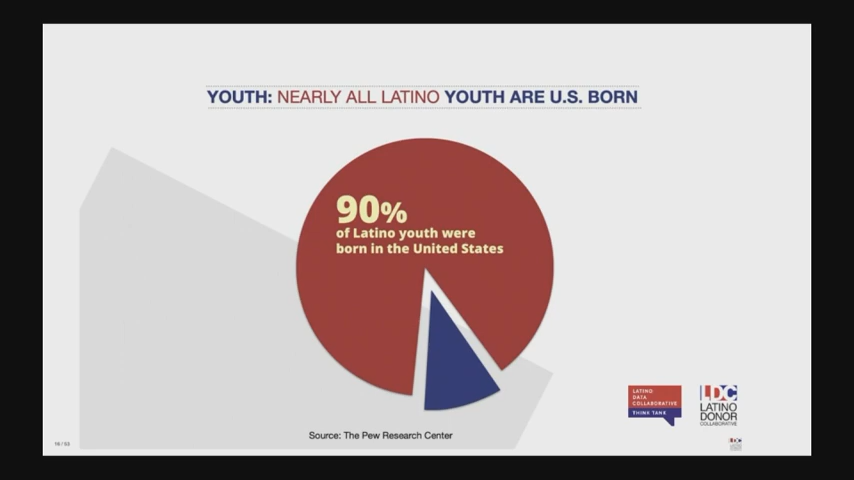 YOUTH: NEARLY ALL LATINO YOUTH ARE U.S. BORN
90%
of Latino youth were
born in the United States
LATINO
DATA
COLLABORATIVE
THINK TANK
LDC
LATINO
DONOR
COLLABORATIVE
Source: The Pew Research Center
LDC